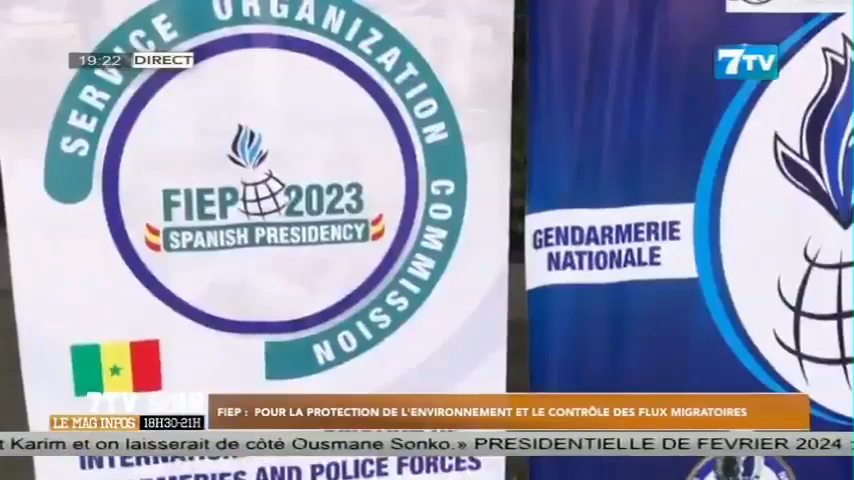 SERVICE ORGANIZATION COMMISSION
19:22 DIRECT
7TV
FIEP 2023
SPANISH PRESIDENCY
GENDARMERIE
NATIONALE
FIEP : POUR LA PROTECTION DE L'ENVIRONNEMENT ET LE CONTRÔLE DES FLUX MIGRATOIRES
LE MAG INFOS 18H30-21H
Karim et on laisserait de côté Ousmane Sonko.» PRESIDENTIELLE DE FEVRIER 2024
AND POLICE FORCES